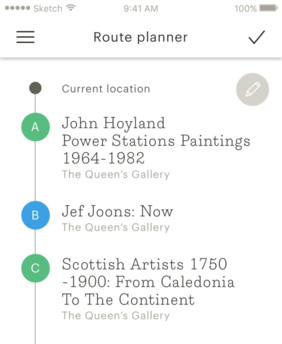 Sketch 9:41 AM 100%
Route planner
Current location
A John Hoyland
Power Stations Paintings
1964-1982
The Queen's Gallery
B Jef Joons: Now
The Queen's Gallery
C Scottish Artists 1750
-1900: From Caledonia
To The Continent
The Queen's Gallery